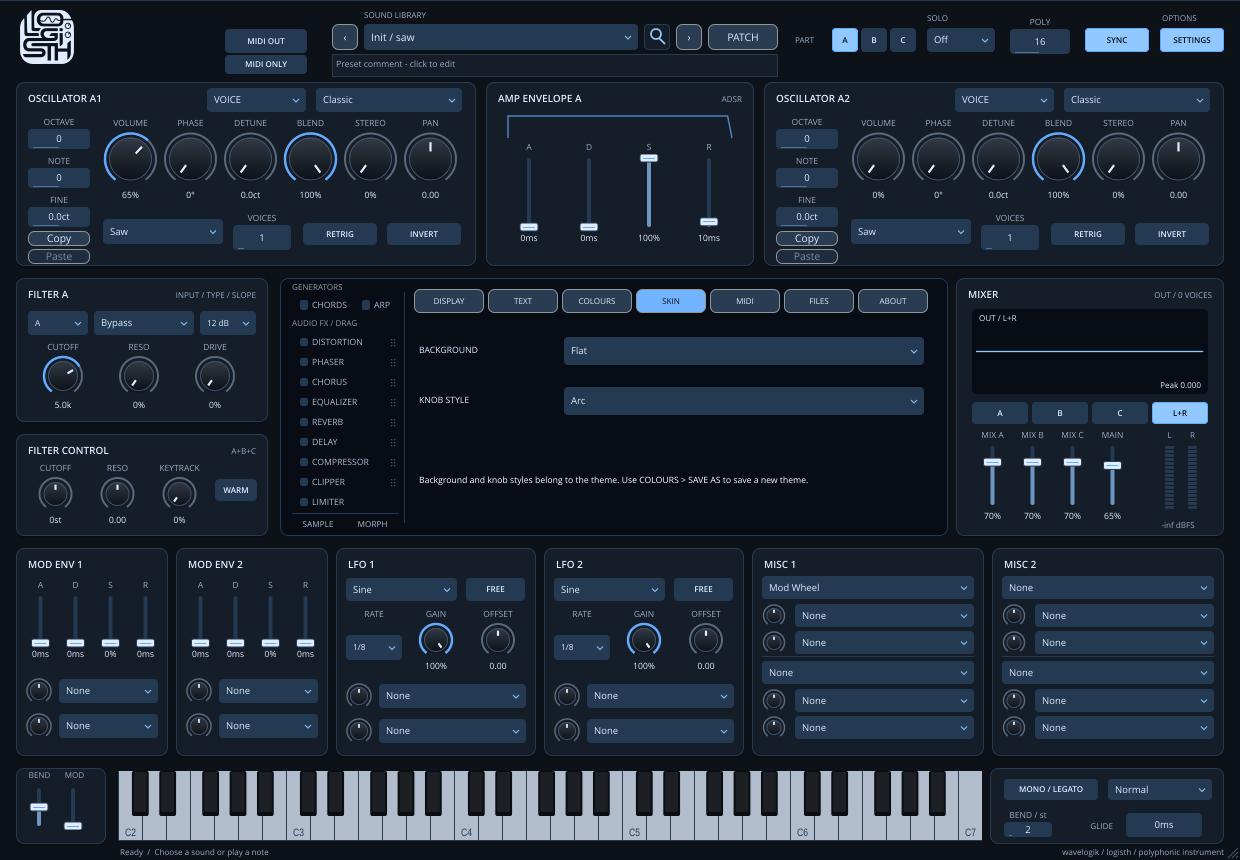 LOGISTH
MIDI OUT
MIDI ONLY
SOUND LIBRARY
‹ Init / saw › PATCH
Preset comment - click to edit
PART A B C
SOLO
Off
POLY
16
SYNC
OPTIONS
SETTINGS
OSCILLATOR A1 VOICE Classic
OCTAVE VOLUME PHASE DETUNE BLEND STEREO PAN
0
NOTE
0
65% 0° 0.0ct 100% 0% 0.00
FINE
0.0ct
Copy
Paste
Saw
VOICES
1
RETRIG INVERT
AMP ENVELOPE A ADSR
A D S R
0ms 0ms 100% 10ms
OSCILLATOR A2 VOICE Classic
OCTAVE VOLUME PHASE DETUNE BLEND STEREO PAN
0
NOTE
0
0% 0° 0.0ct 100% 0% 0.00
FINE
0.0ct
Copy
Paste
Saw
VOICES
1
RETRIG INVERT
FILTER A INPUT / TYPE / SLOPE
A Bypass 12 dB
CUTOFF RESO DRIVE
5.0k 0% 0%
FILTER CONTROL A+B+C
CUTOFF RESO KEYTRACK
WARM
0st 0.00 0%
GENERATORS
CHORDS ARP
AUDIO FX / DRAG
DISTORTION
PHASER
CHORUS
EQUALIZER
REVERB
DELAY
COMPRESSOR
CLIPPER
LIMITER
SAMPLE MORPH
DISPLAY TEXT COLOURS SKIN MIDI FILES ABOUT
BACKGROUND Flat
KNOB STYLE Arc
Background and knob styles belong to the theme. Use COLOURS > SAVE AS to save a new theme.
MIXER OUT / 0 VOICES
OUT / L+R
Peak 0.000
A B C L+R
MIX A MIX B MIX C MAIN L R
70% 70% 70% 65%
-inf dBFS
MOD ENV 1
A D S R
0ms 0ms 0% 0ms
None
None
MOD ENV 2
A D S R
0ms 0ms 0% 0ms
None
None
LFO 1
Sine FREE
RATE GAIN OFFSET
1/8
100% 0.00
None
None
LFO 2
Sine FREE
RATE GAIN OFFSET
1/8
100% 0.00
None
None
MISC 1
Mod Wheel
None
None
None
None
None
MISC 2
None
None
None
None
None
None
BEND MOD
C2 C3 C4 C5 C6 C7
MONO / LEGATO Normal
BEND / st
2
GLIDE 0ms
Ready / Choose a sound or play a note
wavelogik / logisth / polyphonic instrument